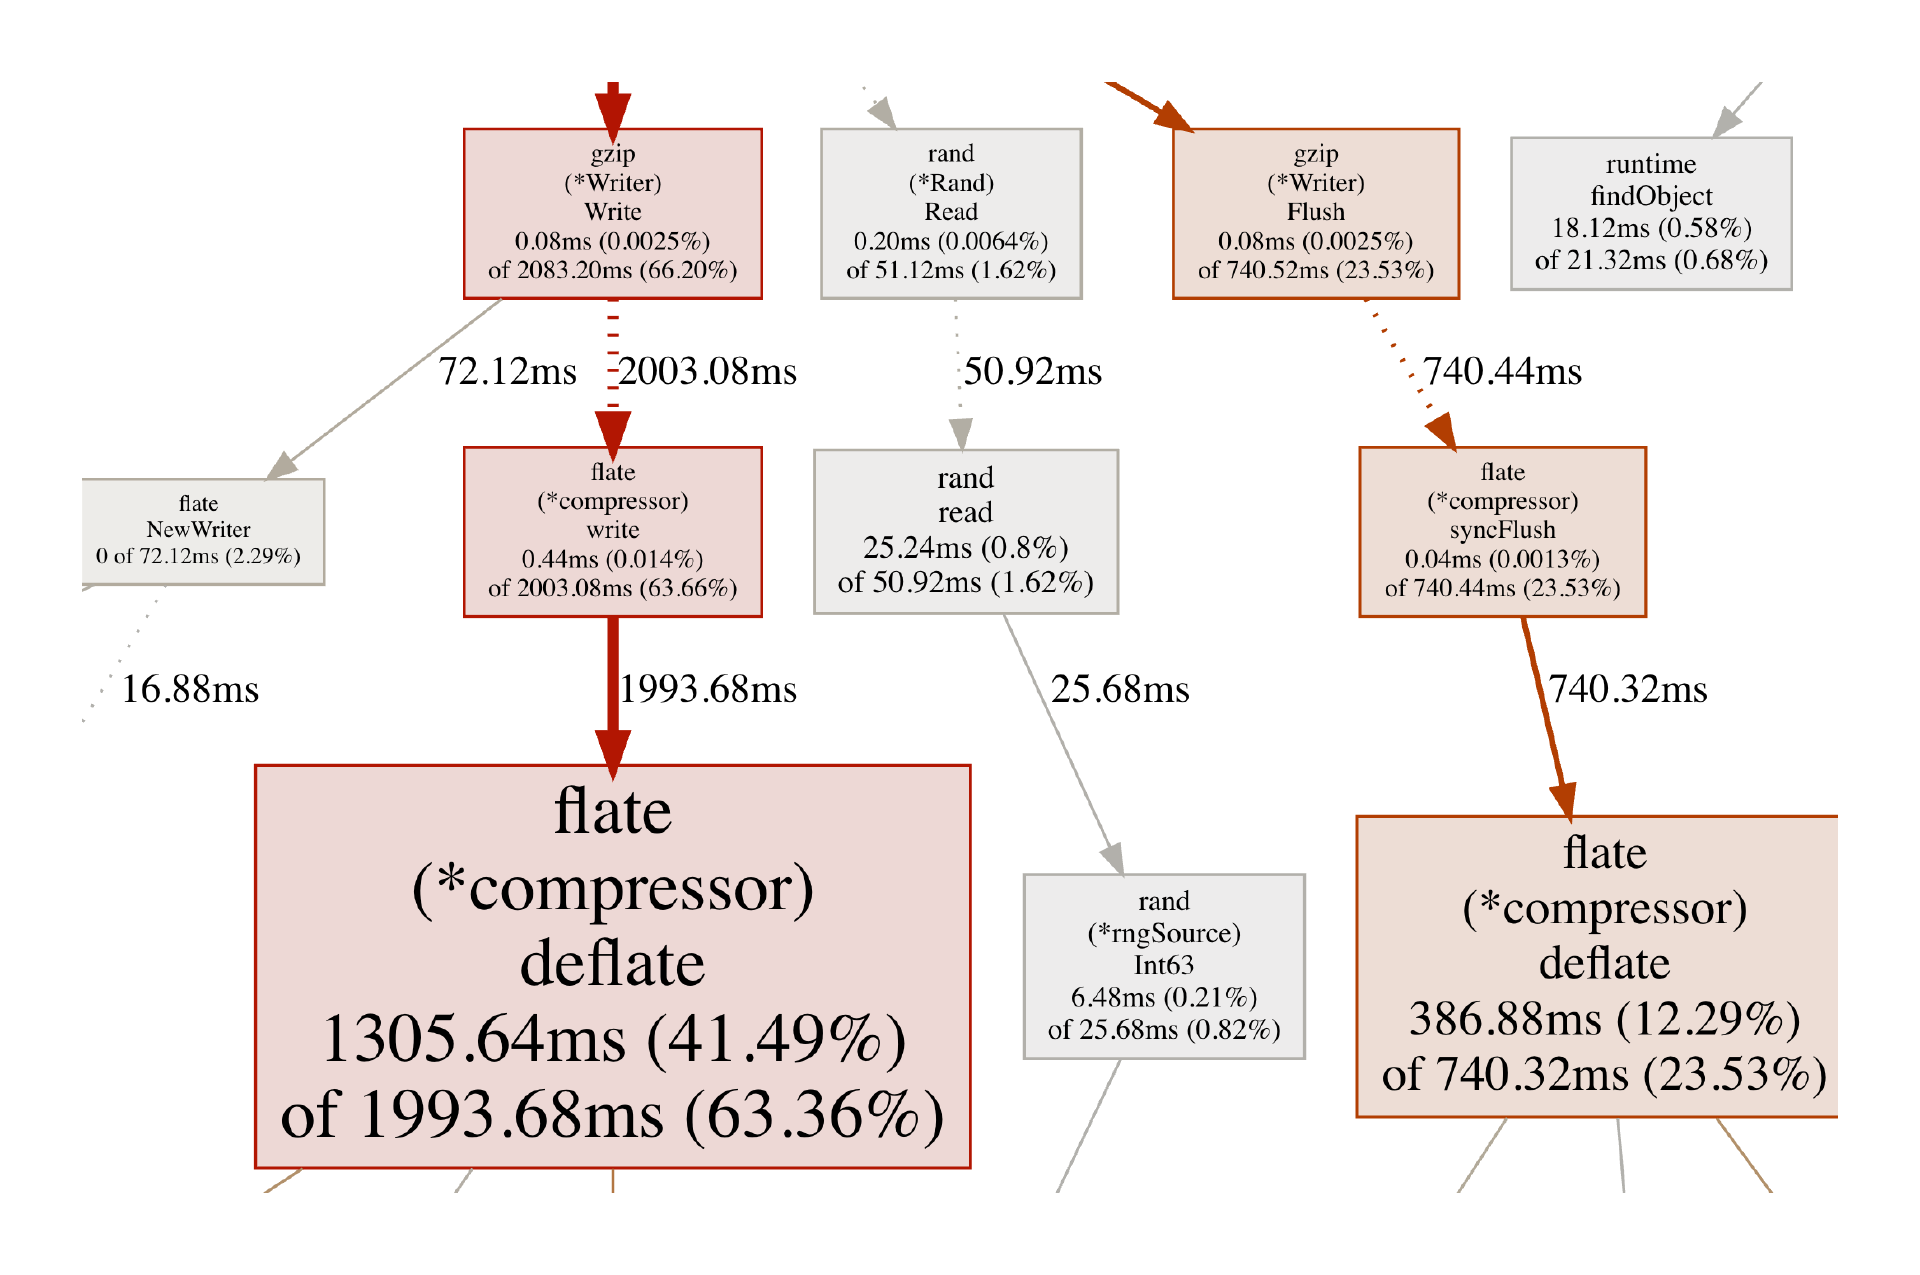 gzip
(*Writer)
Write
0.08ms (0.0025%)
of 2083.20ms (66.20%)
rand
(*Rand)
Read
0.20ms (0.0064%)
of 51.12ms (1.62%)
gzip
(*Writer)
Flush
0.08ms (0.0025%)
of 740.52ms (23.53%)
runtime
findObject
18.12ms (0.58%)
of 21.32ms (0.68%)
72.12ms
2003.08ms
50.92ms
740.44ms
flate
NewWriter
0 of 72.12ms (2.29%)
flate
(*compressor)
write
0.44ms (0.014%)
of 2003.08ms (63.66%)
rand
read
25.24ms (0.8%)
of 50.92ms (1.62%)
flate
(*compressor)
syncFlush
0.04ms (0.0013%)
of 740.44ms (23.53%)
16.88ms
1993.68ms
25.68ms
740.32ms
flate
(*compressor)
deflate
1305.64ms (41.49%)
of 1993.68ms (63.36%)
rand
(*rngSource)
Int63
6.48ms (0.21%)
of 25.68ms (0.82%)
flate
(*compressor)
deflate
386.88ms (12.29%)
of 740.32ms (23.53%)